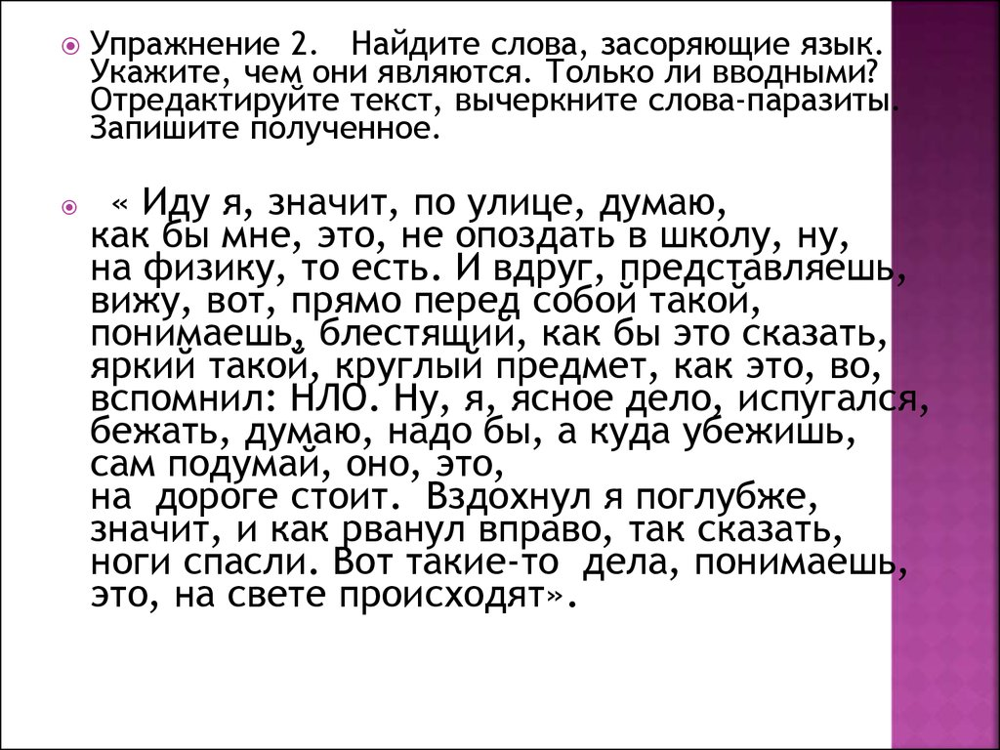 Упражнение 2. Найдите слова, засоряющие язык.
Укажите, чем они являются. Только ли вводными?
Отредактируйте текст, вычеркните слова-паразиты.
Запишите полученное.
« Иду я, значит, по улице, думаю,
как бы мне, это, не опоздать в школу, ну,
на физику, то есть. И вдруг, представляешь,
вижу, вот, прямо перед собой такой,
понимаешь, блестящий, как бы это сказать,
яркий такой, круглый предмет, как это, во,
вспомнил: НЛО. Ну, я, ясное дело, испугался,
бежать, думаю, надо бы, а куда убежишь,
сам подумай, оно, это,
на дороге стоит. Вздохнул я поглубже,
значит, и как рванул вправо, так сказать,
ноги спасли. Вот такие-то дела, понимаешь,
это, на свете происходят».